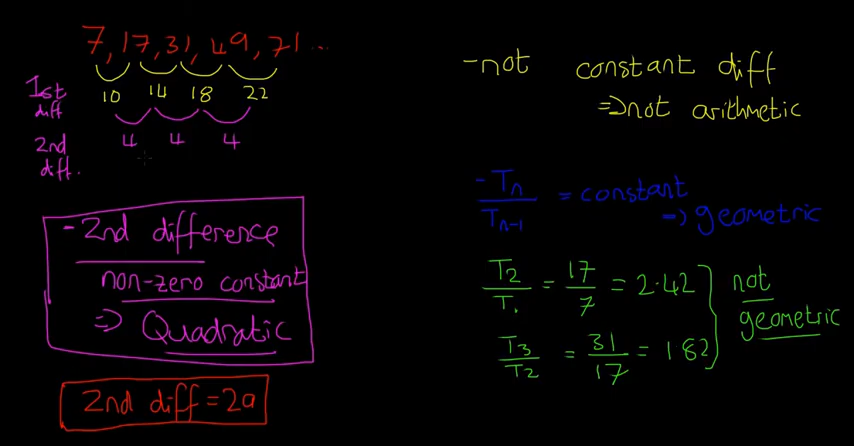 7, 17, 31, 49, 71 ...
1st diff 10 14 18 22
2nd diff. 4 4 4
- 2nd difference
non-zero constant
⇒ Quadratic
2nd diff = 2a
- not constant diff
⇒ not arithmetic
- Tn / Tn-1 = constant
⇒ geometric
T2 / T1 = 17 / 7 = 2.42
T3 / T2 = 31 / 17 = 1.82
not
geometric